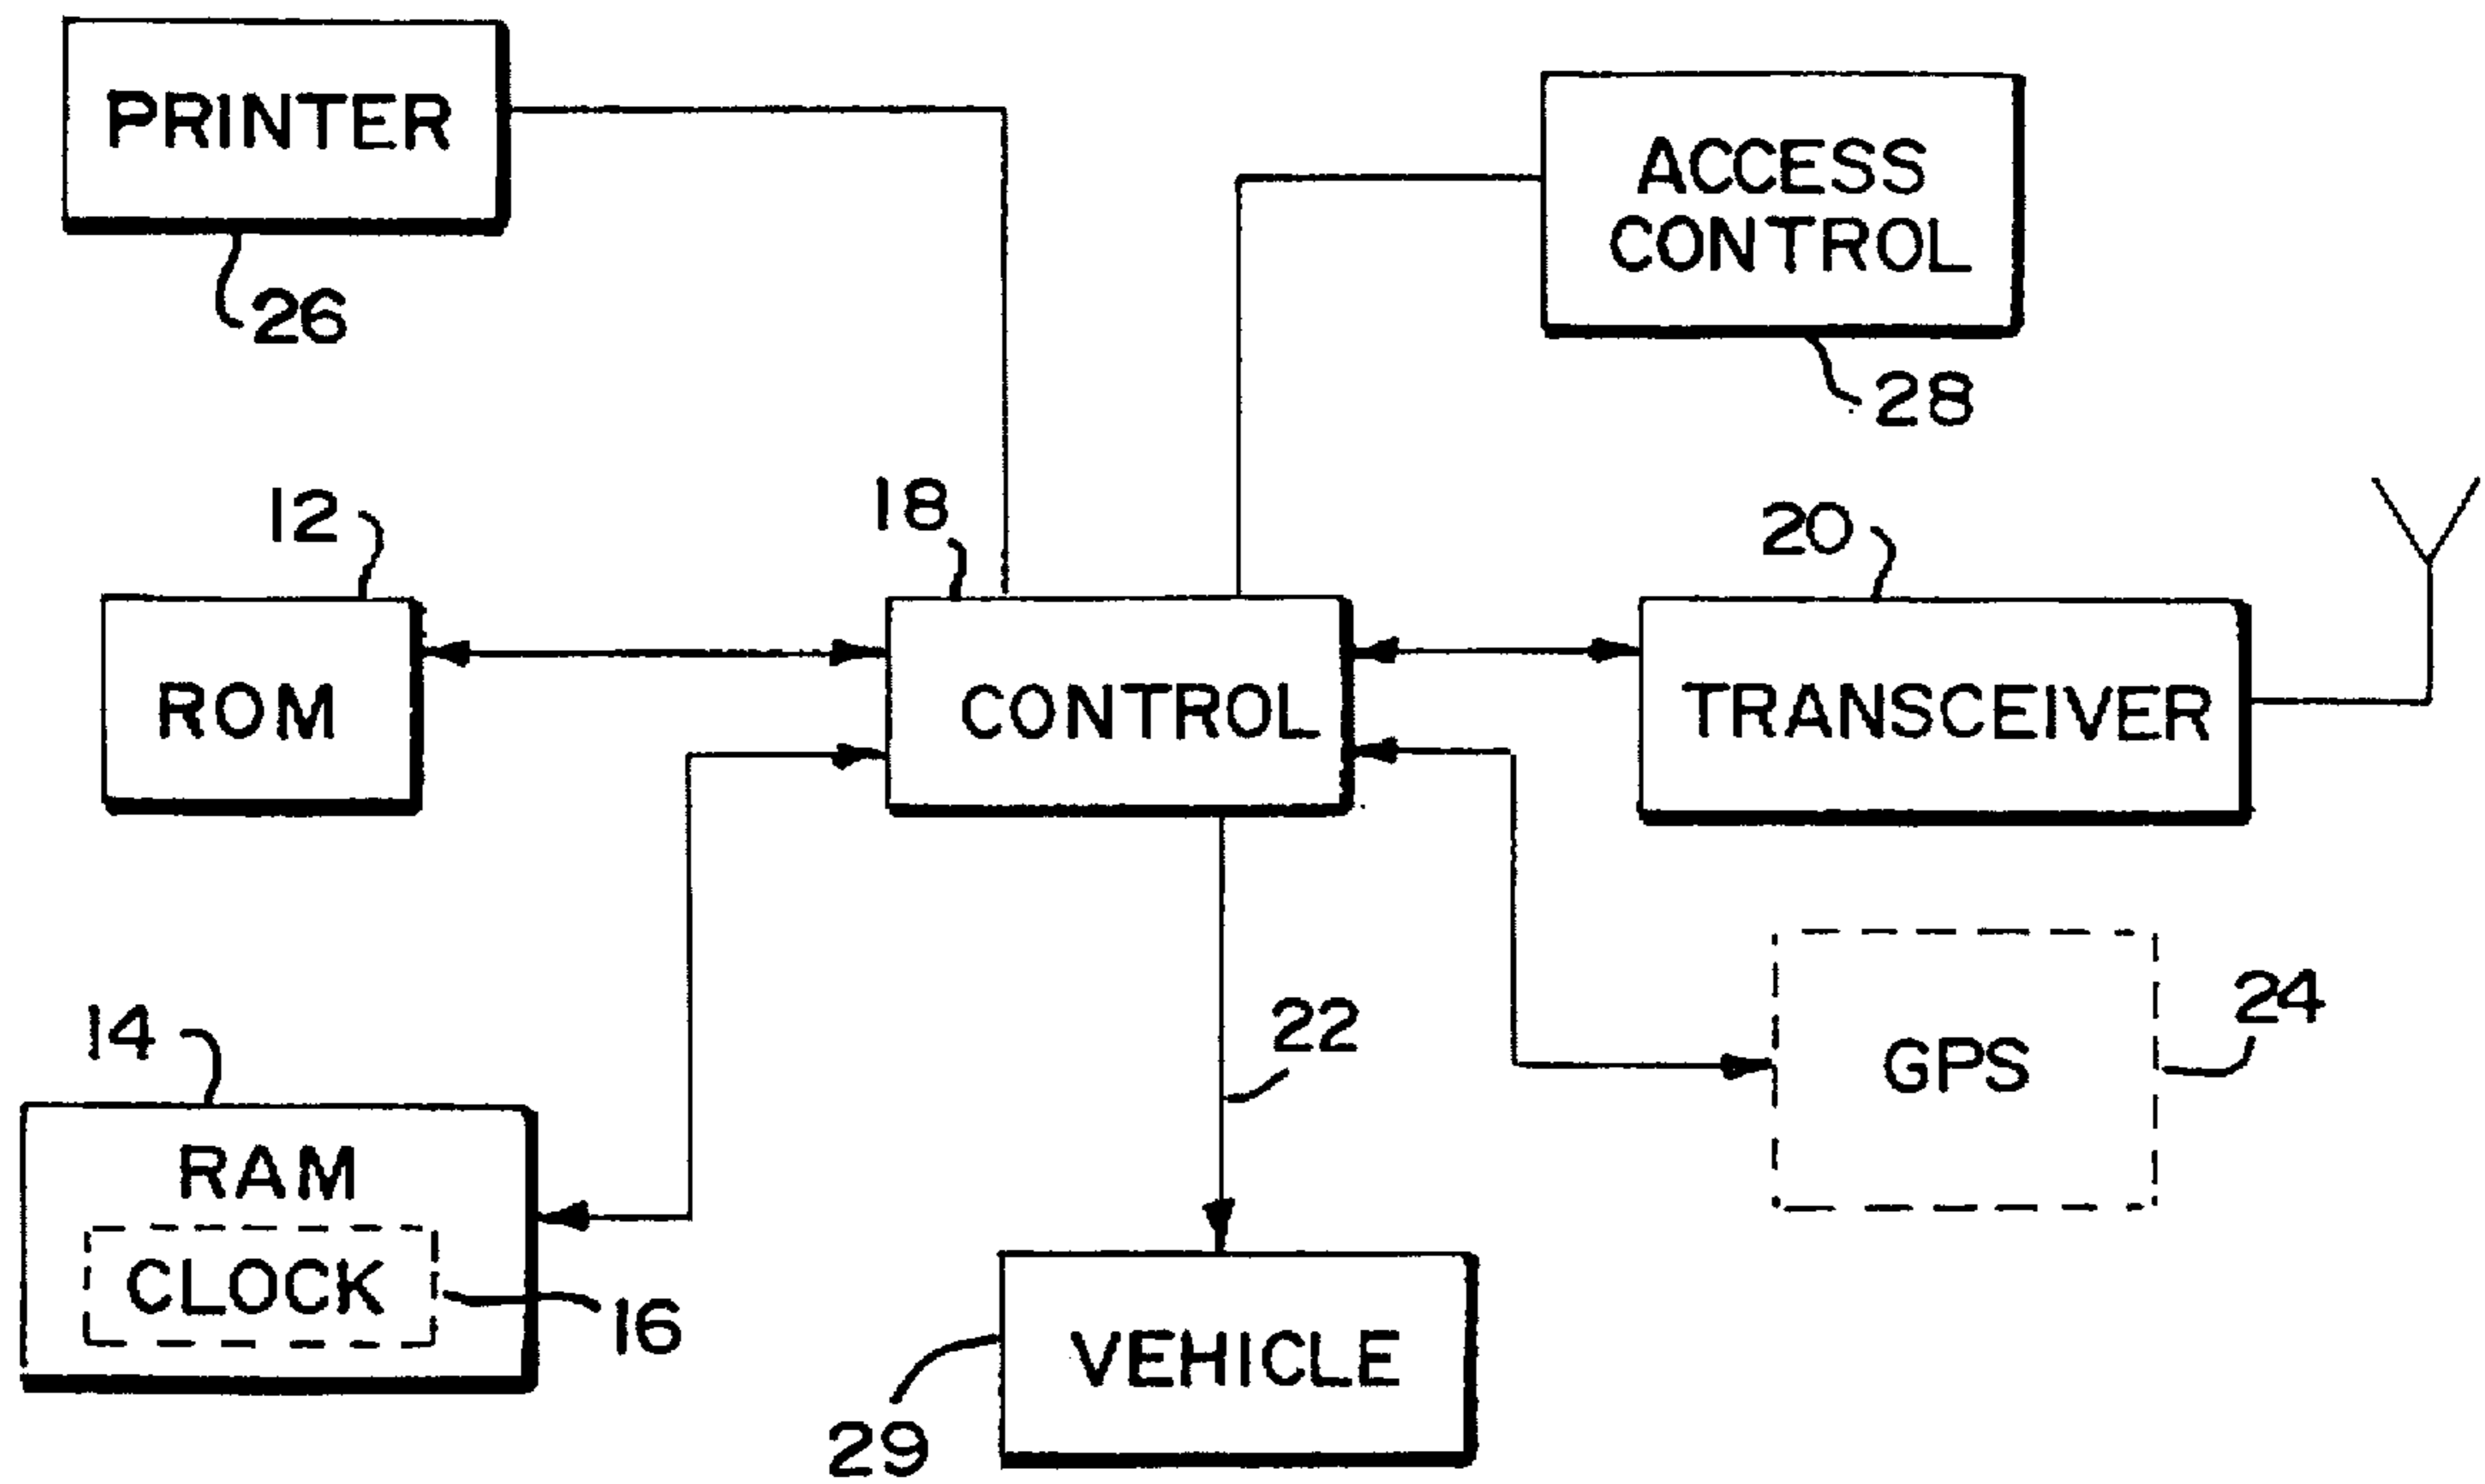 PRINTER
26
ACCESS
CONTROL
28
12
18
20
ROM
CONTROL
TRANSCEIVER
14
22
24
GPS
RAM
CLOCK
16
VEHICLE
29